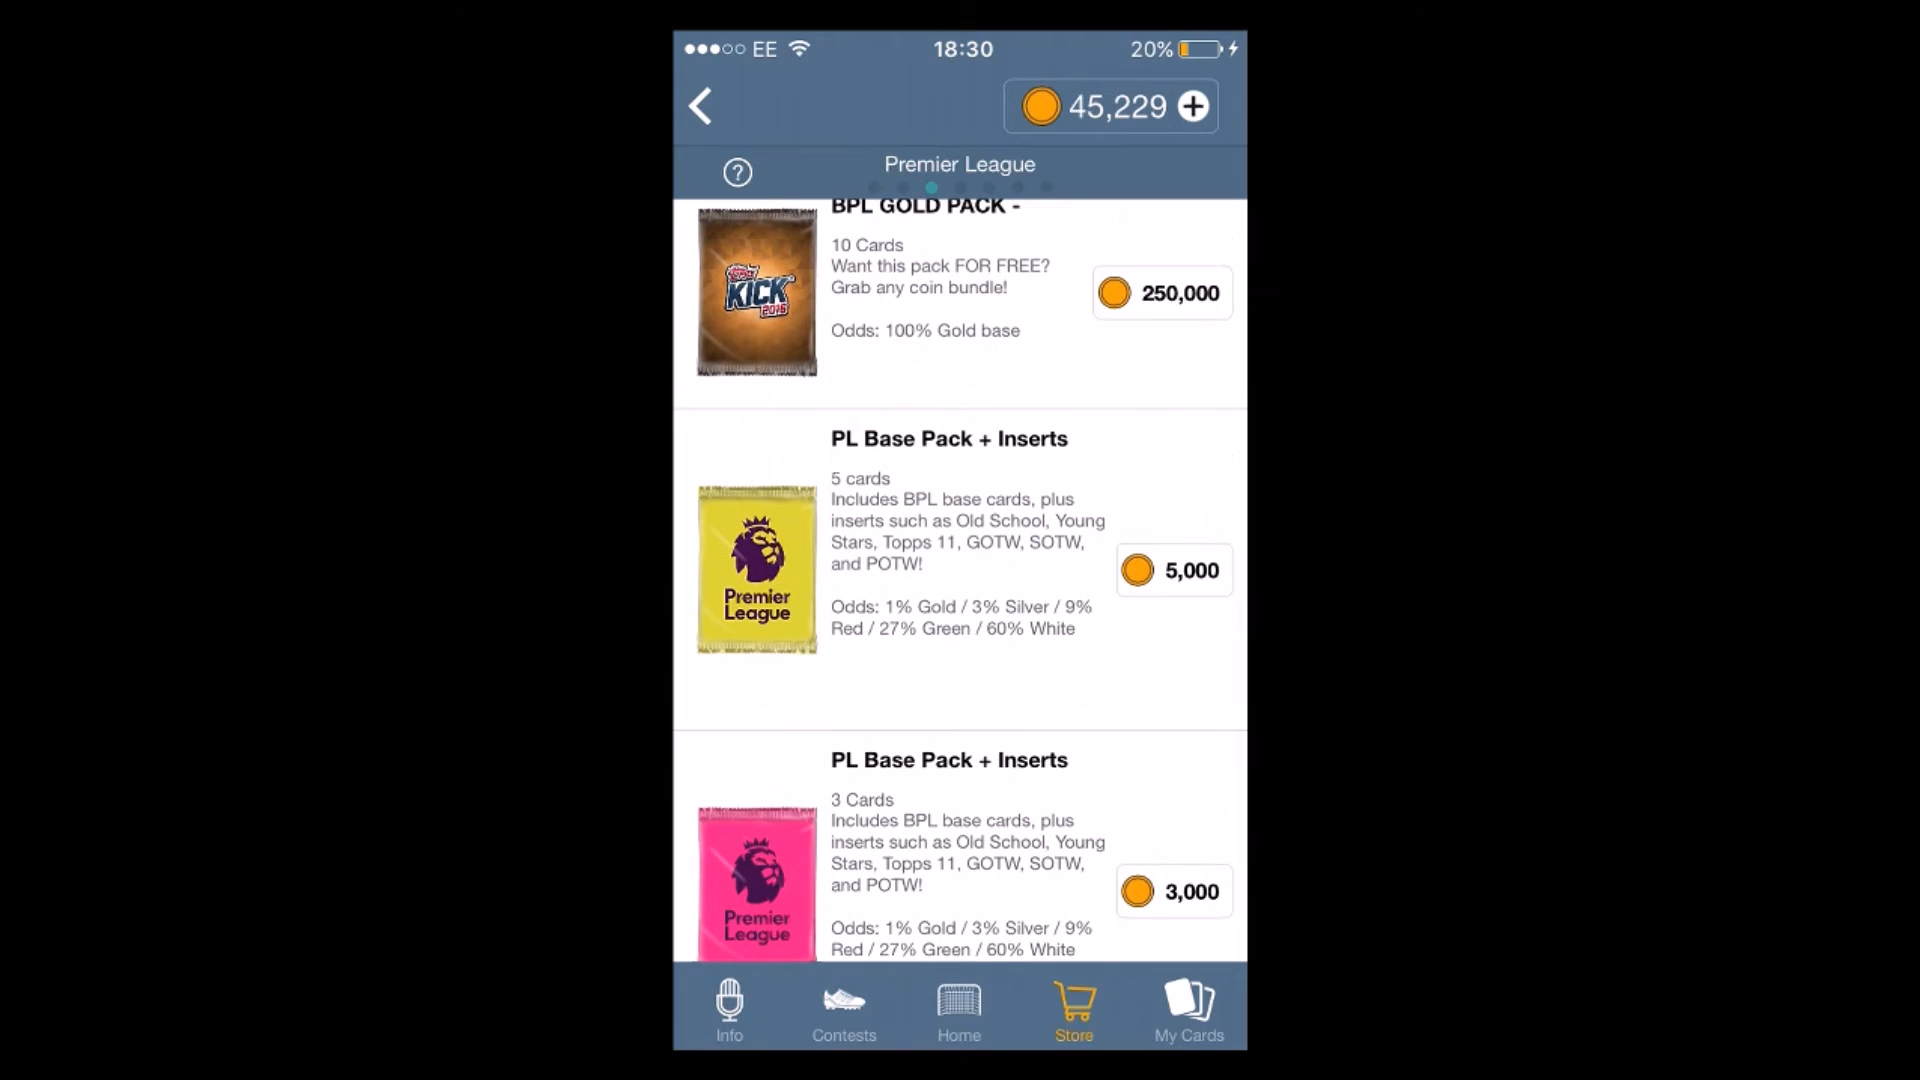 EE 18:30 20%
45,229
?
Premier League
BPL GOLD PACK -
10 Cards
Want this pack FOR FREE?
Grab any coin bundle!
250,000
Odds: 100% Gold base
KICK
2016
PL Base Pack + Inserts
5 cards
Includes BPL base cards, plus
inserts such as Old School, Young
Stars, Topps 11, GOTW, SOTW,
and POTW!
5,000
Odds: 1% Gold / 3% Silver / 9%
Red / 27% Green / 60% White
Premier
League
PL Base Pack + Inserts
3 Cards
Includes BPL base cards, plus
inserts such as Old School, Young
Stars, Topps 11, GOTW, SOTW,
and POTW!
3,000
Odds: 1% Gold / 3% Silver / 9%
Red / 27% Green / 60% White
Premier
League
Info Contests Home Store My Cards